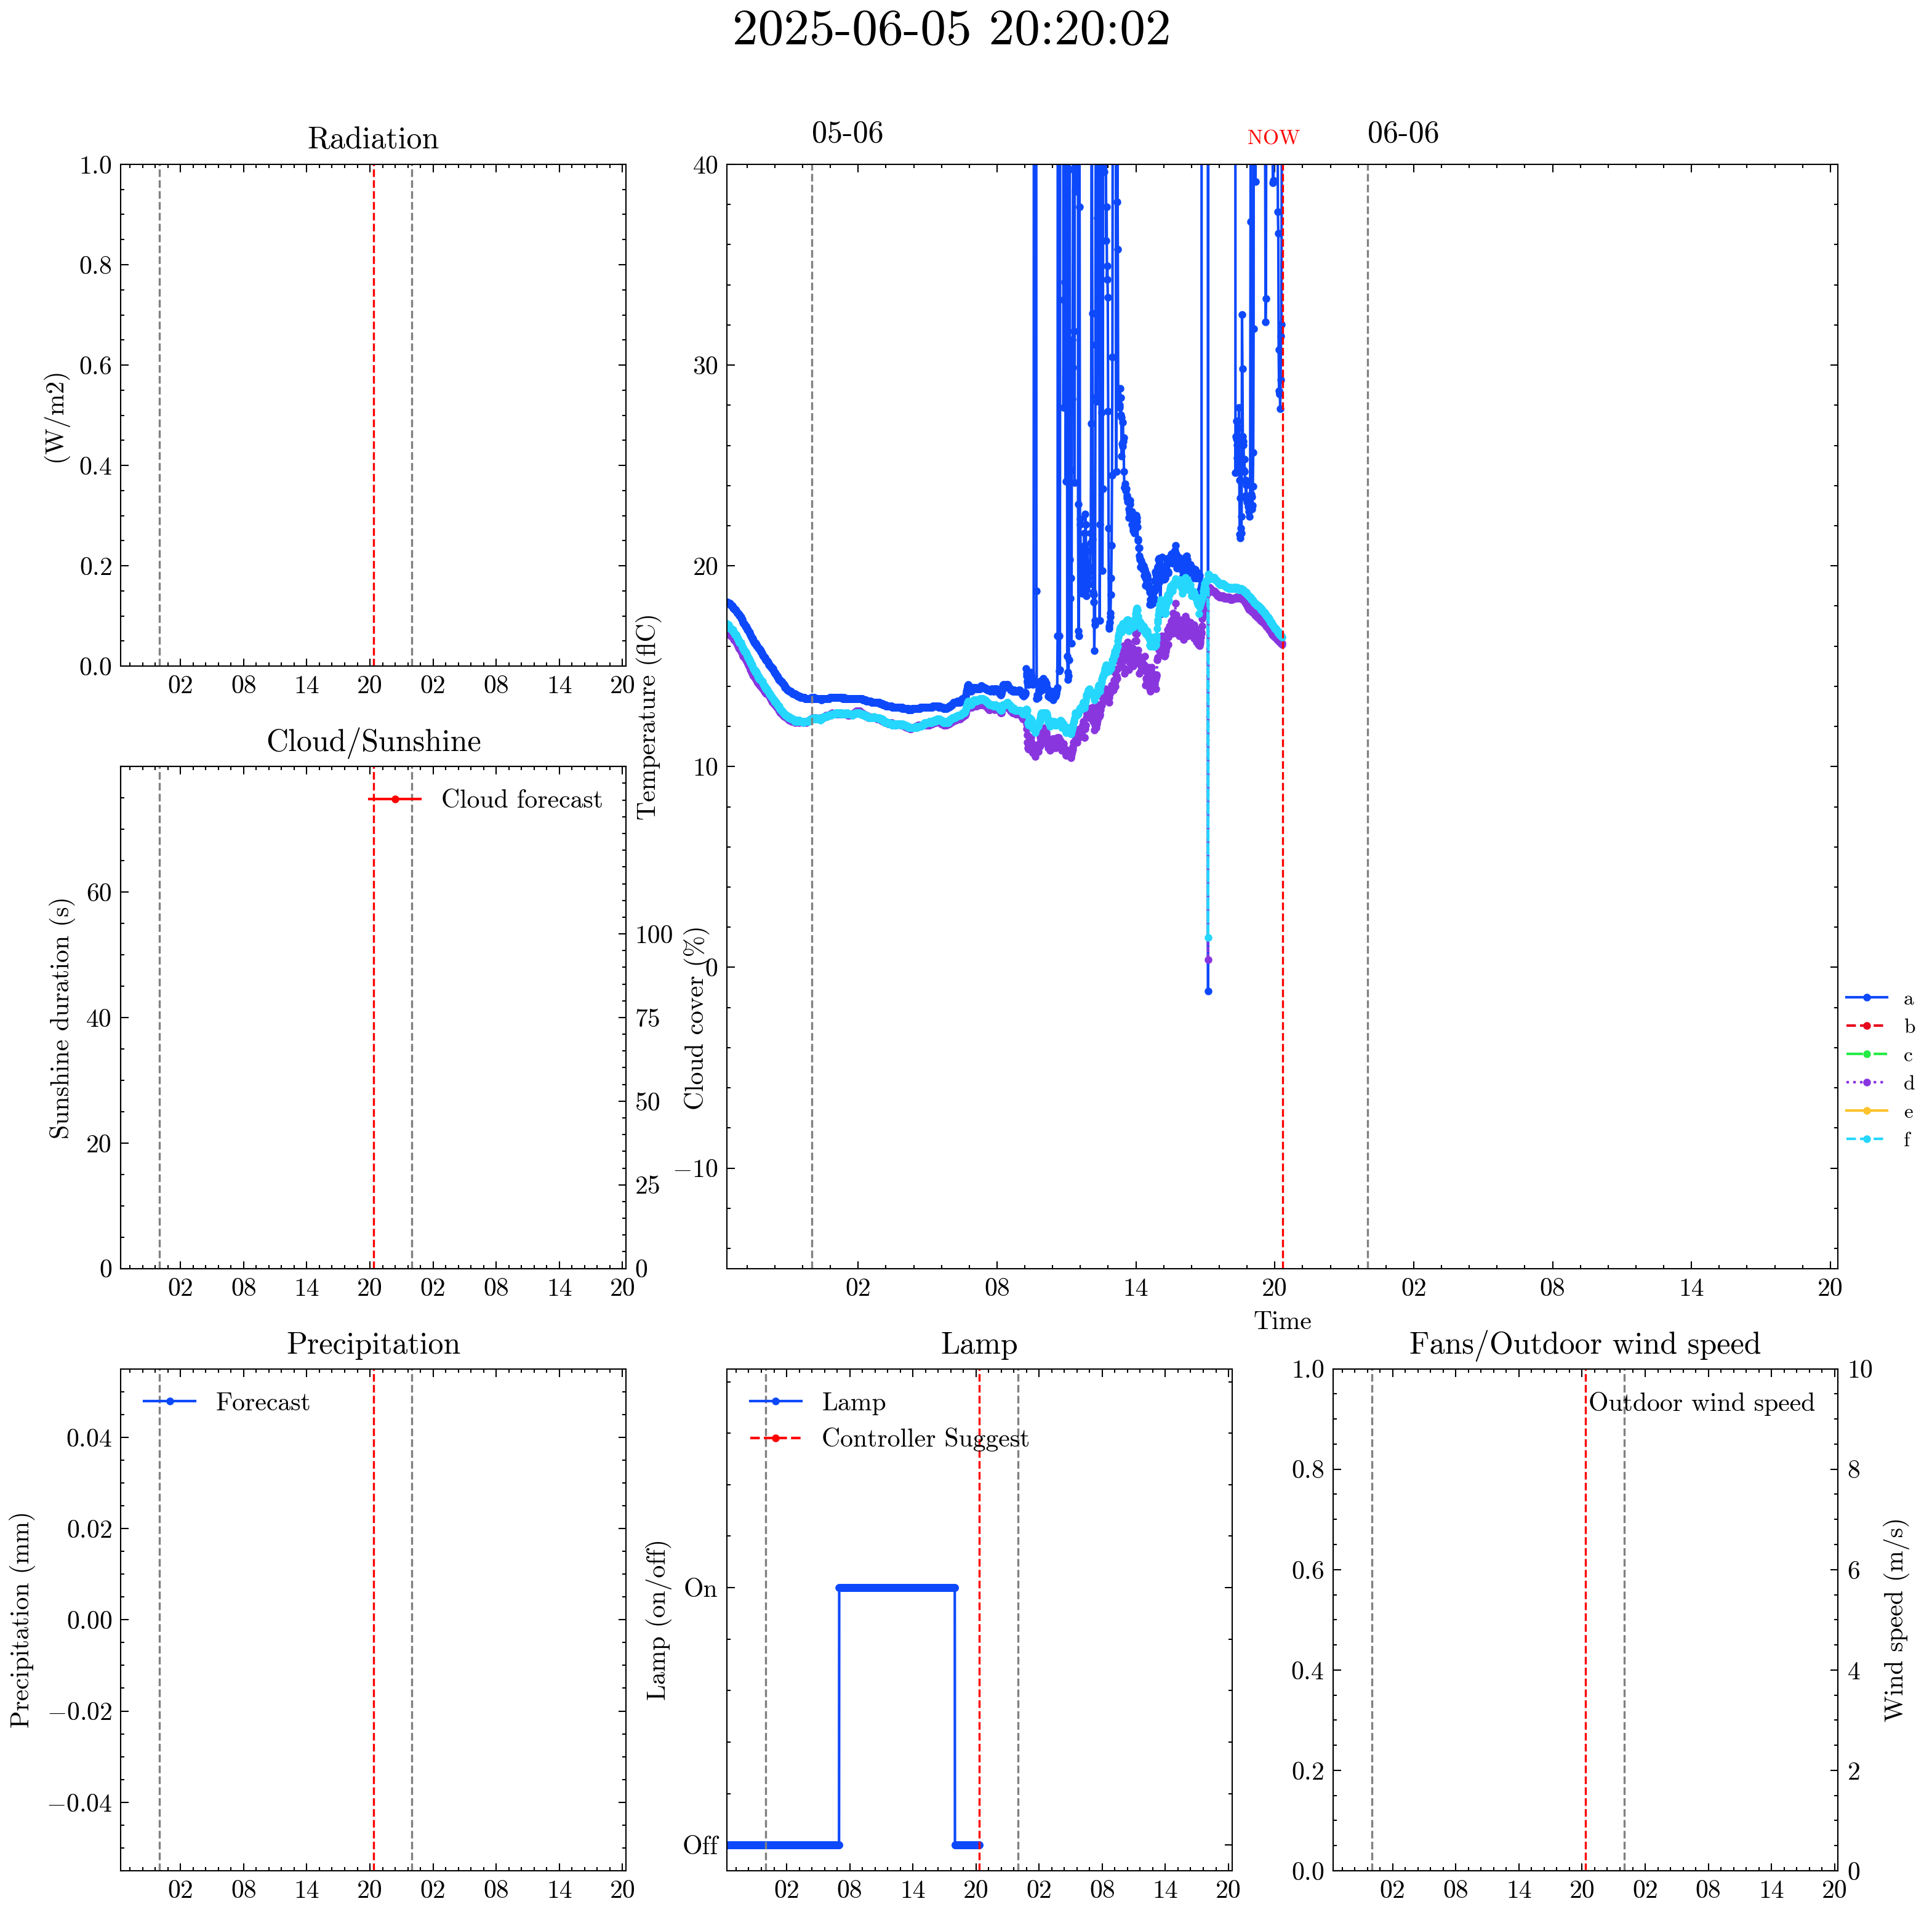 2025-06-05 20:20:02
Radiation
1.0
0.8
0.6
0.4
0.2
0.0
(W/m2)
02 08 14 20 02 08 14 20
05-06
NOW
06-06
40
30
20
10
0
−10
Temperature (flC)
02 08 14 20 02 08 14 20
Time
a
b
c
d
e
f
Cloud/Sunshine
Cloud forecast
60
40
20
0
Sunshine duration (s)
100
75
50
25
0
Cloud cover (%)
02 08 14 20 02 08 14 20
Precipitation
Forecast
0.04
0.02
0.00
−0.02
−0.04
Precipitation (mm)
02 08 14 20 02 08 14 20
Lamp
Lamp
Controller Suggest
On
Off
Lamp (on/off)
02 08 14 20 02 08 14 20
Fans/Outdoor wind speed
Outdoor wind speed
1.0
0.8
0.6
0.4
0.2
0.0
10
8
6
4
2
0
Wind speed (m/s)
02 08 14 20 02 08 14 20